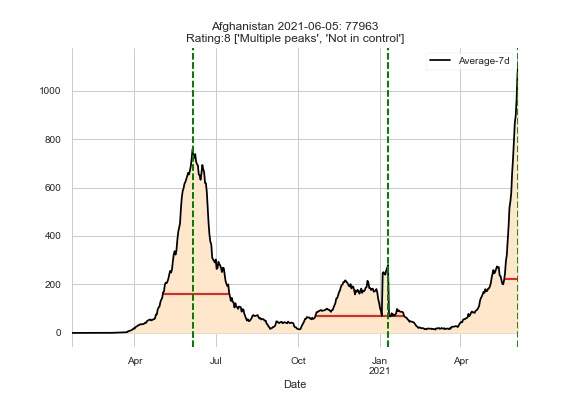 Afghanistan 2021-06-05: 77963
Rating:8 ['Multiple peaks', 'Not in control']
Average-7d
1000
800
600
400
200
0
Apr
Jul
Oct
Jan
2021
Apr
Date